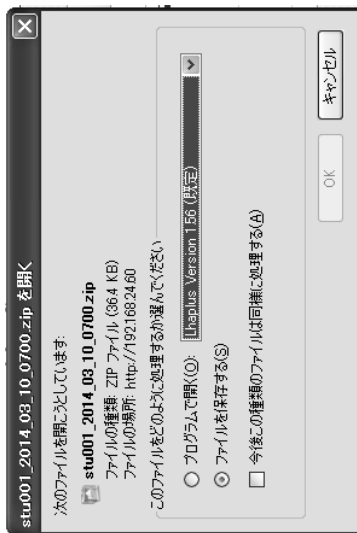 stu001_2014_03_10_0700.zip を開く
次のファイルを開こうとしています:
stu001_2014_03_10_0700.zip
ファイルの種類: ZIP ファイル (36.4 KB)
ファイルの場所: http://192.168.24.60
このファイルをどのように処理するか選んでください
プログラムで開く(O): Lhaplus Version 1.56 (既定)
ファイルを保存する(S)
今後この種類のファイルは同様に処理する(A)
OK キャンセル